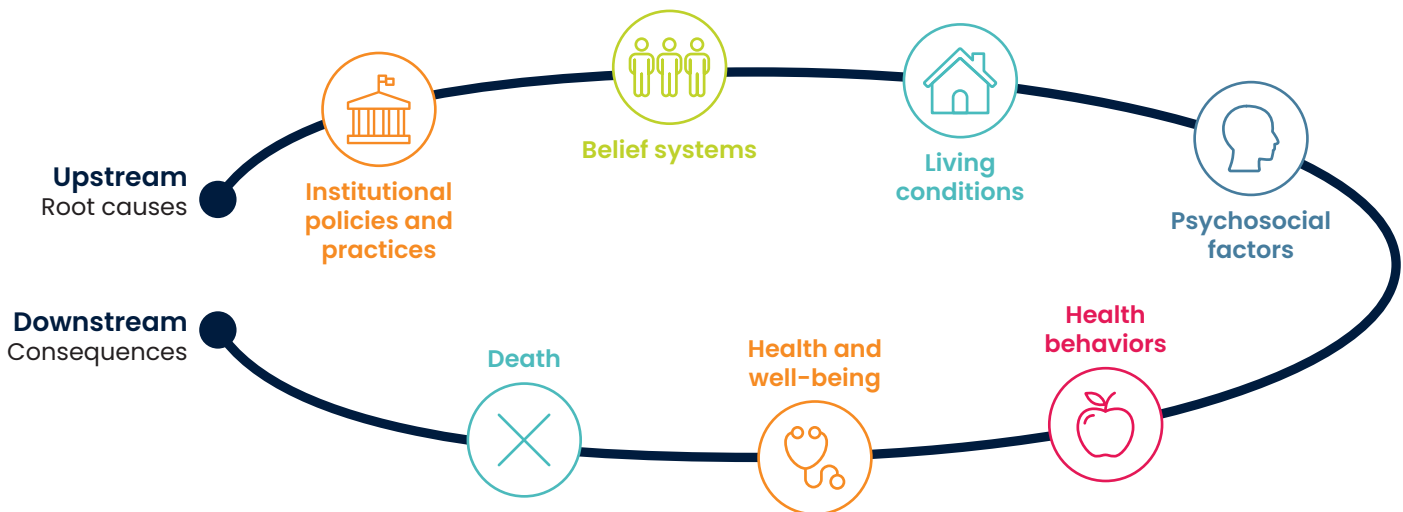 Upstream
Root causes
Institutional
policies and
practices
Belief systems
Living
conditions
Psychosocial
factors
Health
behaviors
Health and
well-being
Death
Downstream
Consequences